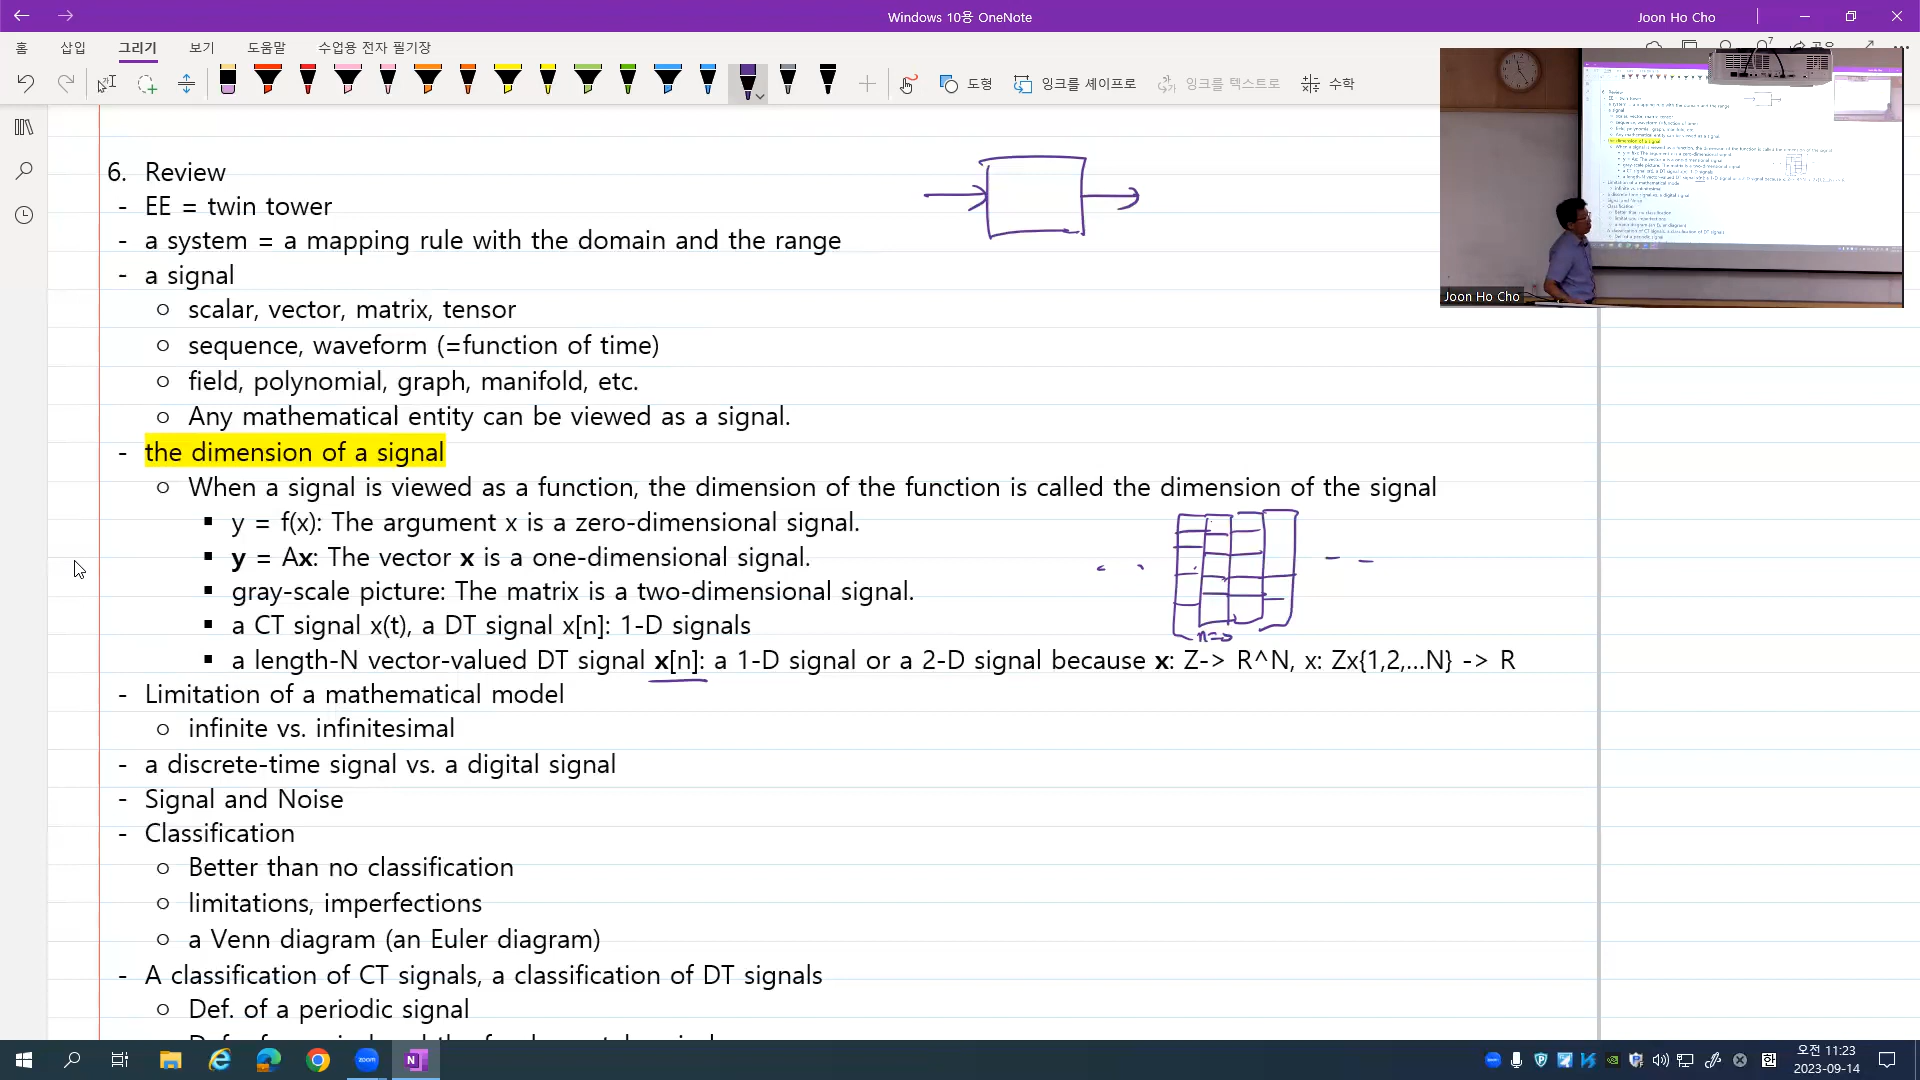 Windows 10용 OneNote
Joon Ho Cho
홈 삽입 그리기 보기 도움말 수업용 전자 필기장
공유
도형 잉크를 셰이프로 잉크를 텍스트로 수학
6. Review
- EE = twin tower
- a system = a mapping rule with the domain and the range
- a signal
○ scalar, vector, matrix, tensor
○ sequence, waveform (=function of time)
○ field, polynomial, graph, manifold, etc.
○ Any mathematical entity can be viewed as a signal.
- the dimension of a signal
○ When a signal is viewed as a function, the dimension of the function is called the dimension of the signal
▪ y = f(x): The argument x is a zero-dimensional signal.
▪ y = Ax: The vector x is a one-dimensional signal.
▪ gray-scale picture: The matrix is a two-dimensional signal.
▪ a CT signal x(t), a DT signal x[n]: 1-D signals
n=0
▪ a length-N vector-valued DT signal x[n]: a 1-D signal or a 2-D signal because x: Z-> R^N, x: Zx{1,2,...N} -> R
- Limitation of a mathematical model
○ infinite vs. infinitesimal
- a discrete-time signal vs. a digital signal
- Signal and Noise
- Classification
○ Better than no classification
○ limitations, imperfections
○ a Venn diagram (an Euler diagram)
- A classification of CT signals, a classification of DT signals
○ Def. of a periodic signal
Joon Ho Cho
zoom
한
오전 11:23
2023-09-14